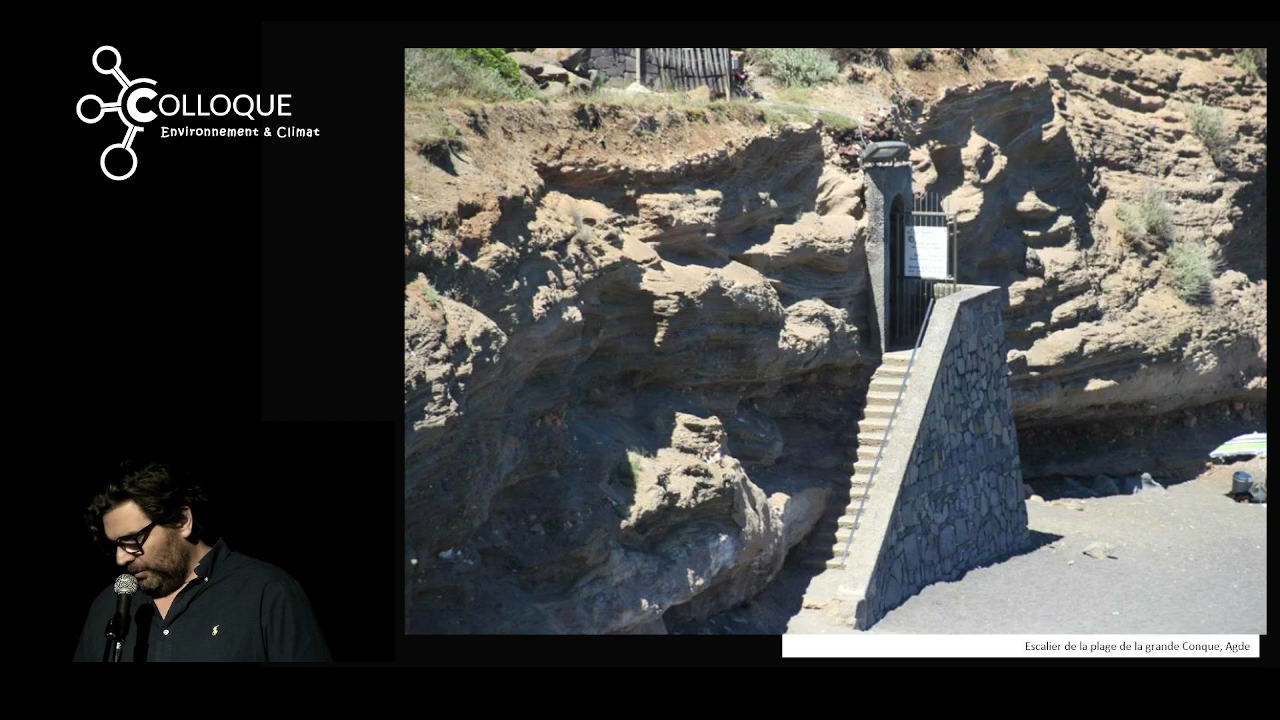 COLLOQUE
Environnement & Climat
Escalier de la plage de la grande Conque, Agde